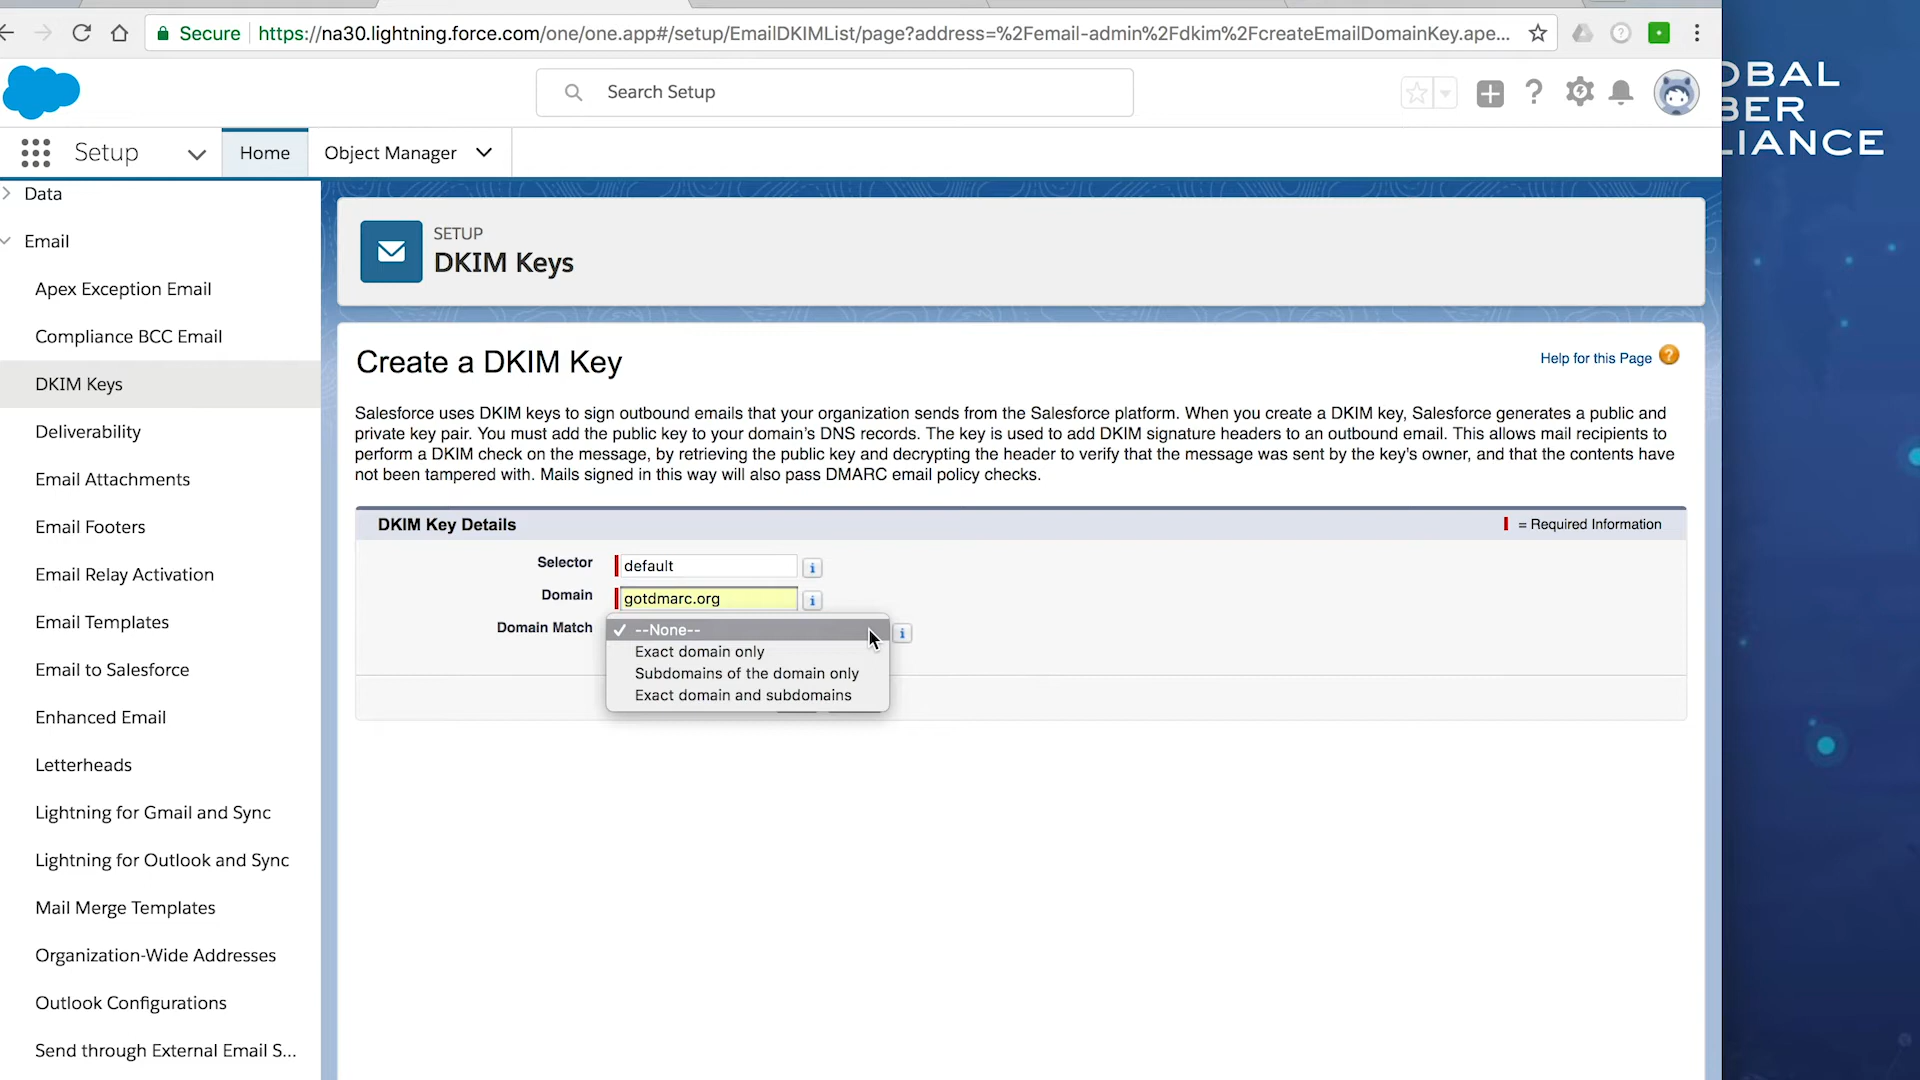 Secure
https://na30.lightning.force.com/one/one.app#/setup/EmailDKIMList/page?address=%2Femail-admin%2Fdkim%2FcreateEmailDomainKey.ape...
OBAL
BER
LIANCE
Search Setup
Setup
Home
Object Manager
Data
Email
Apex Exception Email
Compliance BCC Email
DKIM Keys
Deliverability
Email Attachments
Email Footers
Email Relay Activation
Email Templates
Email to Salesforce
Enhanced Email
Letterheads
Lightning for Gmail and Sync
Lightning for Outlook and Sync
Mail Merge Templates
Organization-Wide Addresses
Outlook Configurations
Send through External Email S...
SETUP
DKIM Keys
Create a DKIM Key
Help for this Page
Salesforce uses DKIM keys to sign outbound emails that your organization sends from the Salesforce platform. When you create a DKIM key, Salesforce generates a public and
private key pair. You must add the public key to your domain's DNS records. The key is used to add DKIM signature headers to an outbound email. This allows mail recipients to
perform a DKIM check on the message, by retrieving the public key and decrypting the header to verify that the message was sent by the key's owner, and that the contents have
not been tampered with. Mails signed in this way will also pass DMARC email policy checks.
DKIM Key Details
= Required Information
Selector
default
Domain
gotdmarc.org
Domain Match
--None--
Exact domain only
Subdomains of the domain only
Exact domain and subdomains